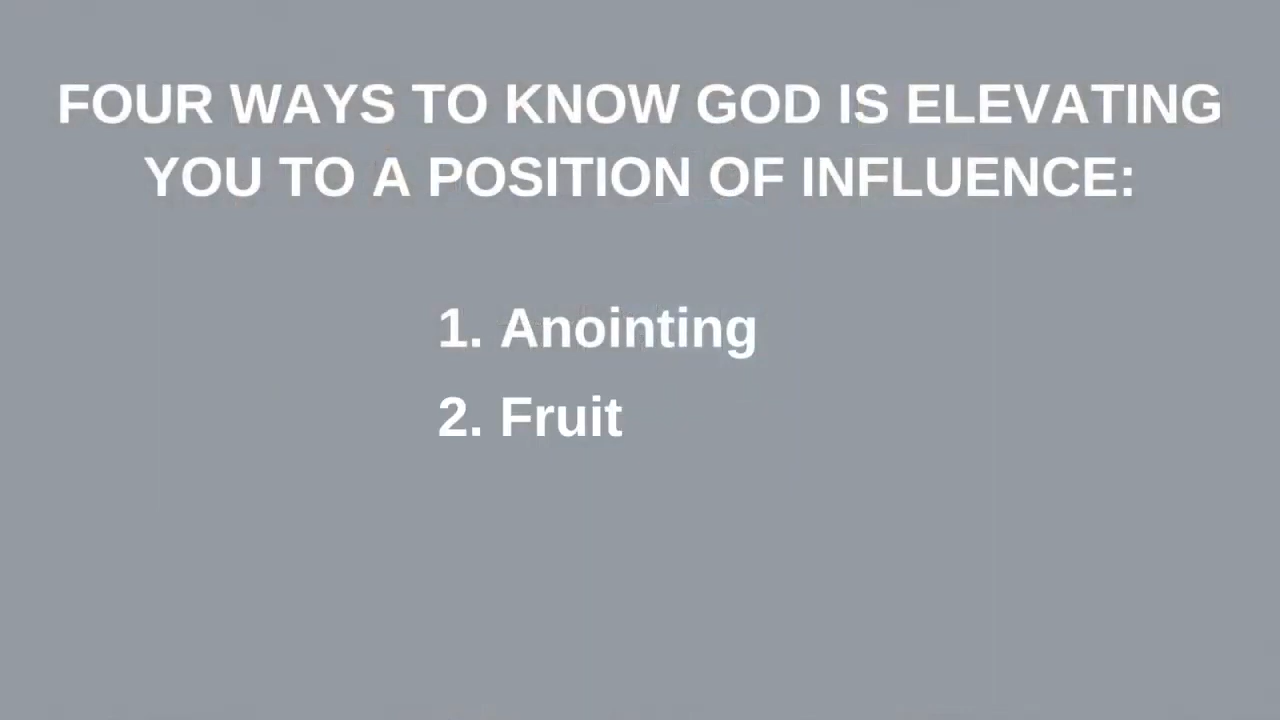 FOUR WAYS TO KNOW GOD IS ELEVATING
YOU TO A POSITION OF INFLUENCE:
1. Anointing
2. Fruit